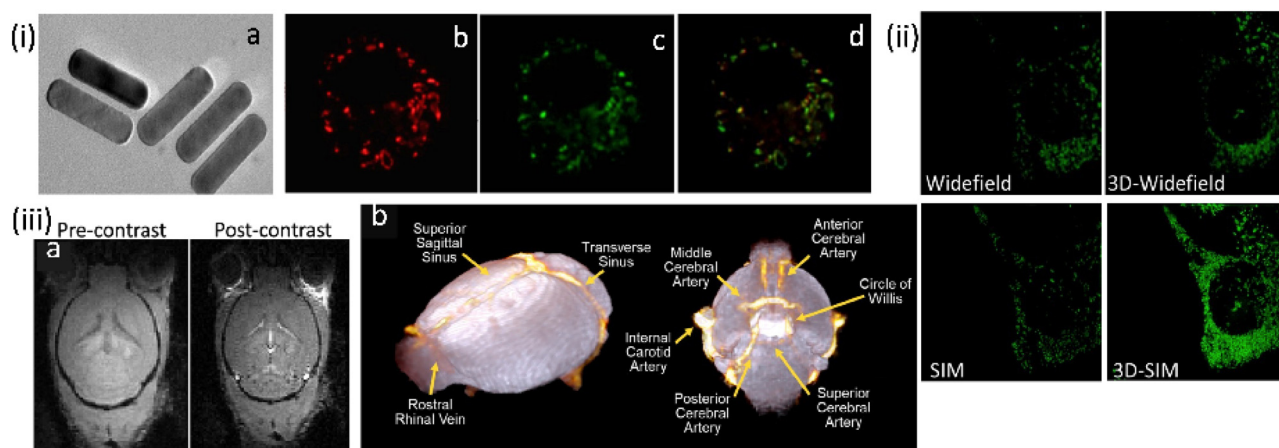 (i)
a
b
c
d
(ii)
Widefield
3D-Widefield
SIM
3D-SIM
(iii)
Pre-contrast
Post-contrast
a
b
Superior
Sagittal
Sinus
Transverse
Sinus
Rostral
Rhinal Vein
Anterior
Cerebral
Artery
Middle
Cerebral
Artery
Circle of
Willis
Internal
Carotid
Artery
Posterior
Cerebral
Artery
Superior
Cerebral
Artery